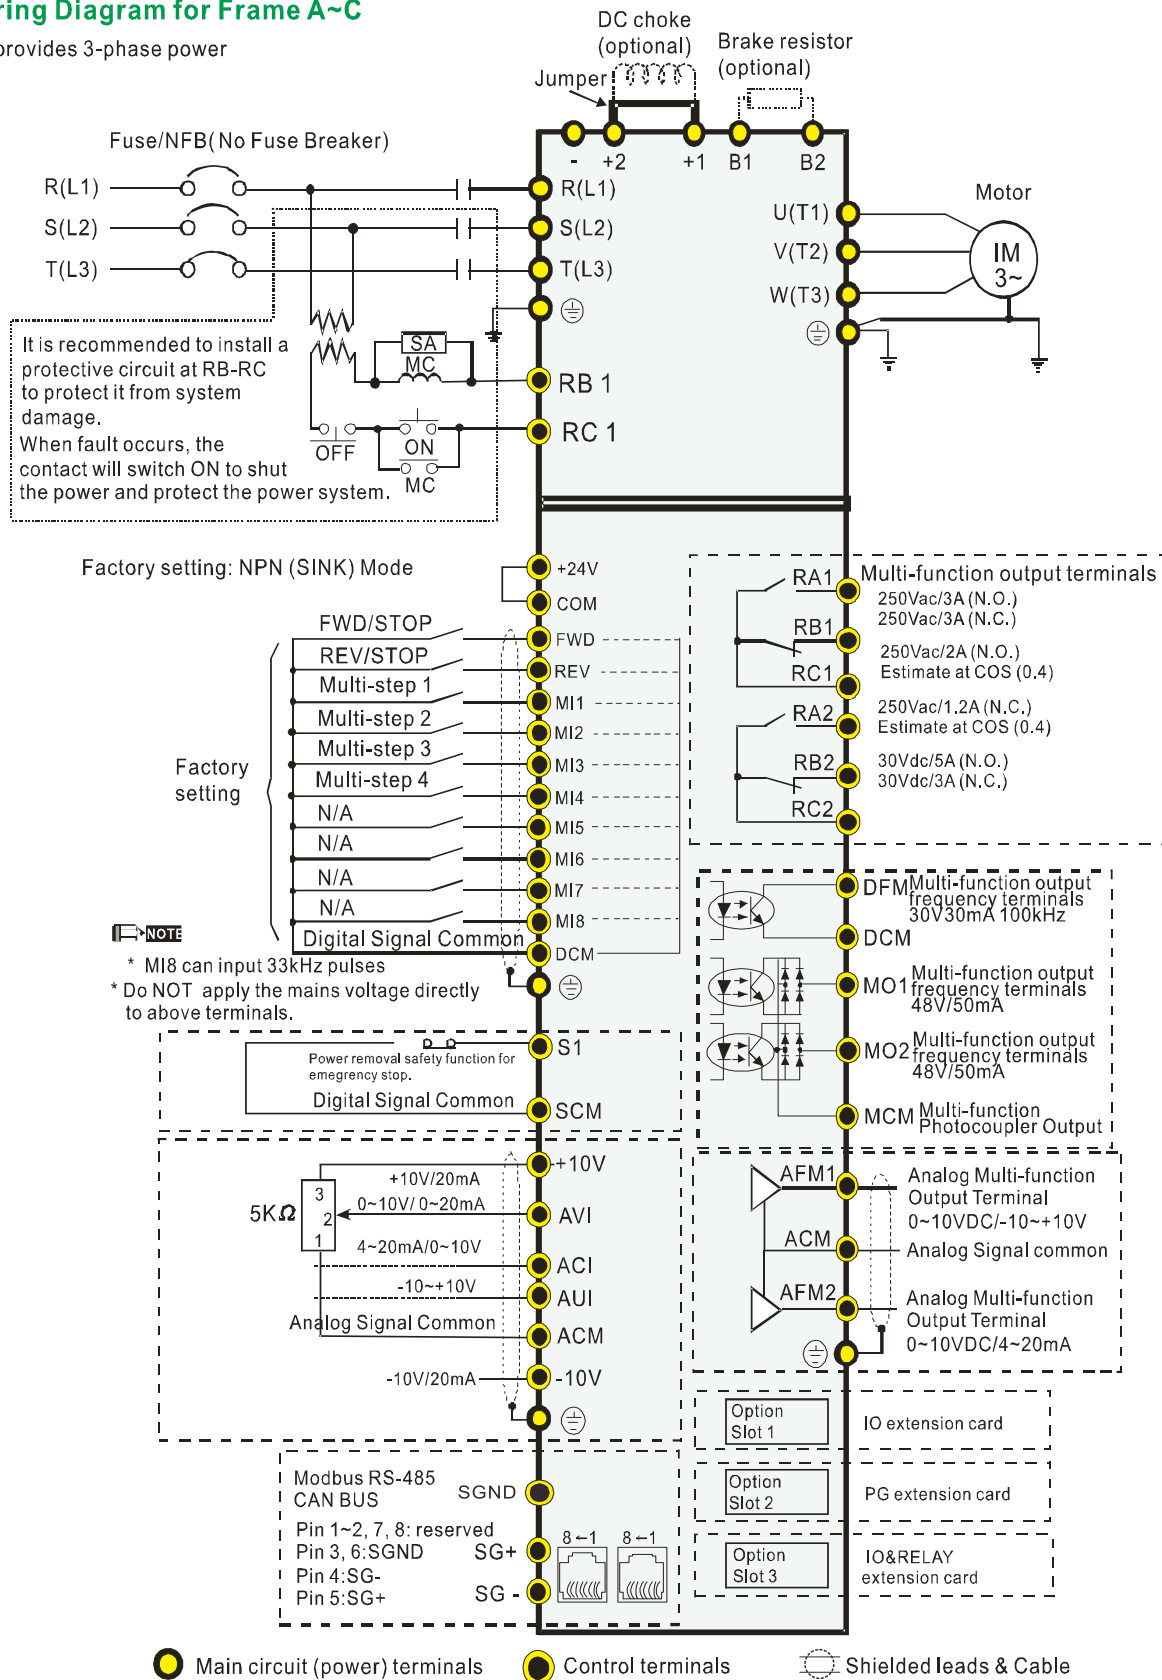 ring Diagram for Frame A~C
provides 3-phase power
DC choke
(optional)
Brake resistor
(optional)
Jumper
Fuse/NFB(No Fuse Breaker)
-
+2
+1
B1
B2
R(L1)
R(L1)
S(L2)
S(L2)
T(L3)
T(L3)
U(T1)
V(T2)
W(T3)
Motor
IM
3~
It is recommended to install a
protective circuit at RB-RC
to protect it from system
damage.
When fault occurs, the
contact will switch ON to shut
the power and protect the power system.
SA
MC
RB 1
RC 1
OFF
ON
MC
Factory setting: NPN (SINK) Mode
+24V
COM
FWD/STOP
FWD
REV/STOP
REV
Multi-step 1
MI1
Multi-step 2
MI2
Multi-step 3
MI3
Multi-step 4
MI4
N/A
MI5
N/A
MI6
N/A
MI7
N/A
MI8
Digital Signal Common
DCM
Factory
setting
NOTE
* MI8 can input 33kHz pulses
* Do NOT apply the mains voltage directly
to above terminals.
RA1
RB1
RC1
RA2
RB2
RC2
Multi-function output terminals
250Vac/3A (N.O.)
250Vac/3A (N.C.)
250Vac/2A (N.O.)
Estimate at COS (0.4)
250Vac/1.2A (N.C.)
Estimate at COS (0.4)
30Vdc/5A (N.O.)
30Vdc/3A (N.C.)
DFM
Multi-function output
frequency terminals
30V30mA 100kHz
DCM
MO1
Multi-function output
frequency terminals
48V/50mA
MO2
Multi-function output
frequency terminals
48V/50mA
MCM
Multi-function
Photocoupler Output
S1
Power removal safety function for
emegrency stop.
Digital Signal Common
SCM
+10V
+10V/20mA
5KΩ
3
2
1
0~10V/ 0~20mA
AVI
4~20mA/0~10V
ACI
-10~+10V
AUI
Analog Signal Common
ACM
-10V/20mA
-10V
AFM1
Analog Multi-function
Output Terminal
0~10VDC/-10~+10V
ACM
Analog Signal common
AFM2
Analog Multi-function
Output Terminal
0~10VDC/4~20mA
Option
Slot 1
IO extension card
Option
Slot 2
PG extension card
Option
Slot 3
IO&RELAY
extension card
Modbus RS-485
CAN BUS
SGND
Pin 1~2, 7, 8: reserved
Pin 3, 6:SGND
Pin 4:SG-
Pin 5:SG+
SG+
SG -
8←1
8←1
Main circuit (power) terminals
Control terminals
Shielded leads & Cable